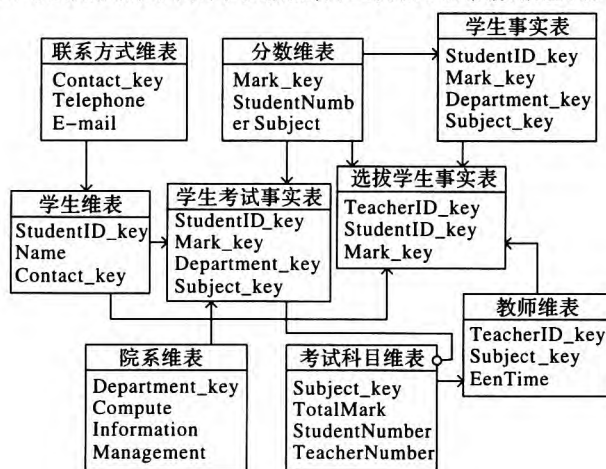 联系方式维表
Contact_key
Telephone
E-mail
分数维表
Mark_key
StudentNumb
er Subject
学生事实表
StudentID_key
Mark_key
Department_key
Subject_key
学生维表
StudentID_key
Name
Contact_key
学生考试事实表
StudentID_key
Mark_key
Department_key
Subject_key
选拔学生事实表
TeacherID_key
StudentID_key
Mark_key
院系维表
Department_key
Compute
Information
Management
考试科目维表
Subject_key
TotalMark
StudentNumber
TeacherNumber
教师维表
TeacherID_key
Subject_key
EenTime